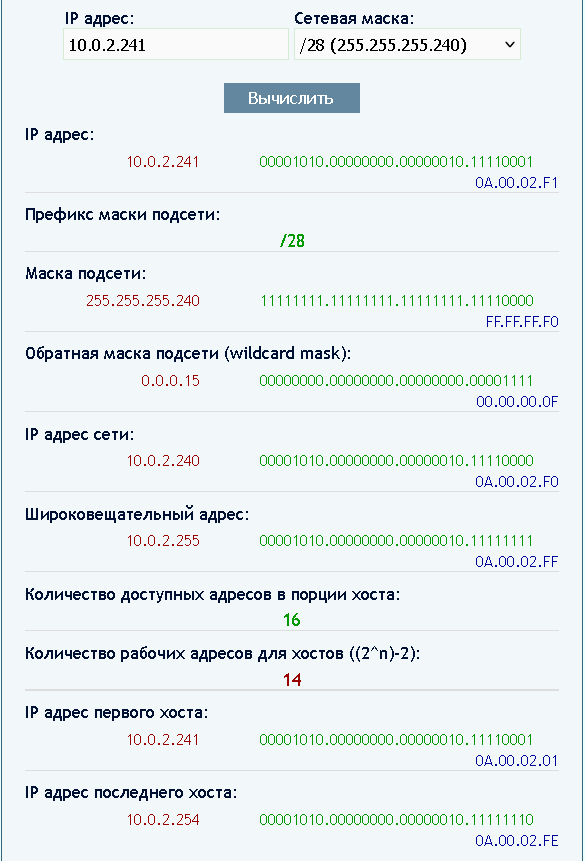 IP адрес: Сетевая маска:
10.0.2.241 /28 (255.255.255.240)
Вычислить
IP адрес:
10.0.2.241 00001010.00000000.00000010.11110001
0A.00.02.F1
Префикс маски подсети:
/28
Маска подсети:
255.255.255.240 11111111.11111111.11111111.11110000
FF.FF.FF.F0
Обратная маска подсети (wildcard mask):
0.0.0.15 00000000.00000000.00000000.00001111
00.00.00.0F
IP адрес сети:
10.0.2.240 00001010.00000000.00000010.11110000
0A.00.02.F0
Широковещательный адрес:
10.0.2.255 00001010.00000000.00000010.11111111
0A.00.02.FF
Количество доступных адресов в порции хоста:
16
Количество рабочих адресов для хостов ((2^n)-2):
14
IP адрес первого хоста:
10.0.2.241 00001010.00000000.00000010.11110001
0A.00.02.01
IP адрес последнего хоста:
10.0.2.254 00001010.00000000.00000010.11111110
0A.00.02.FE